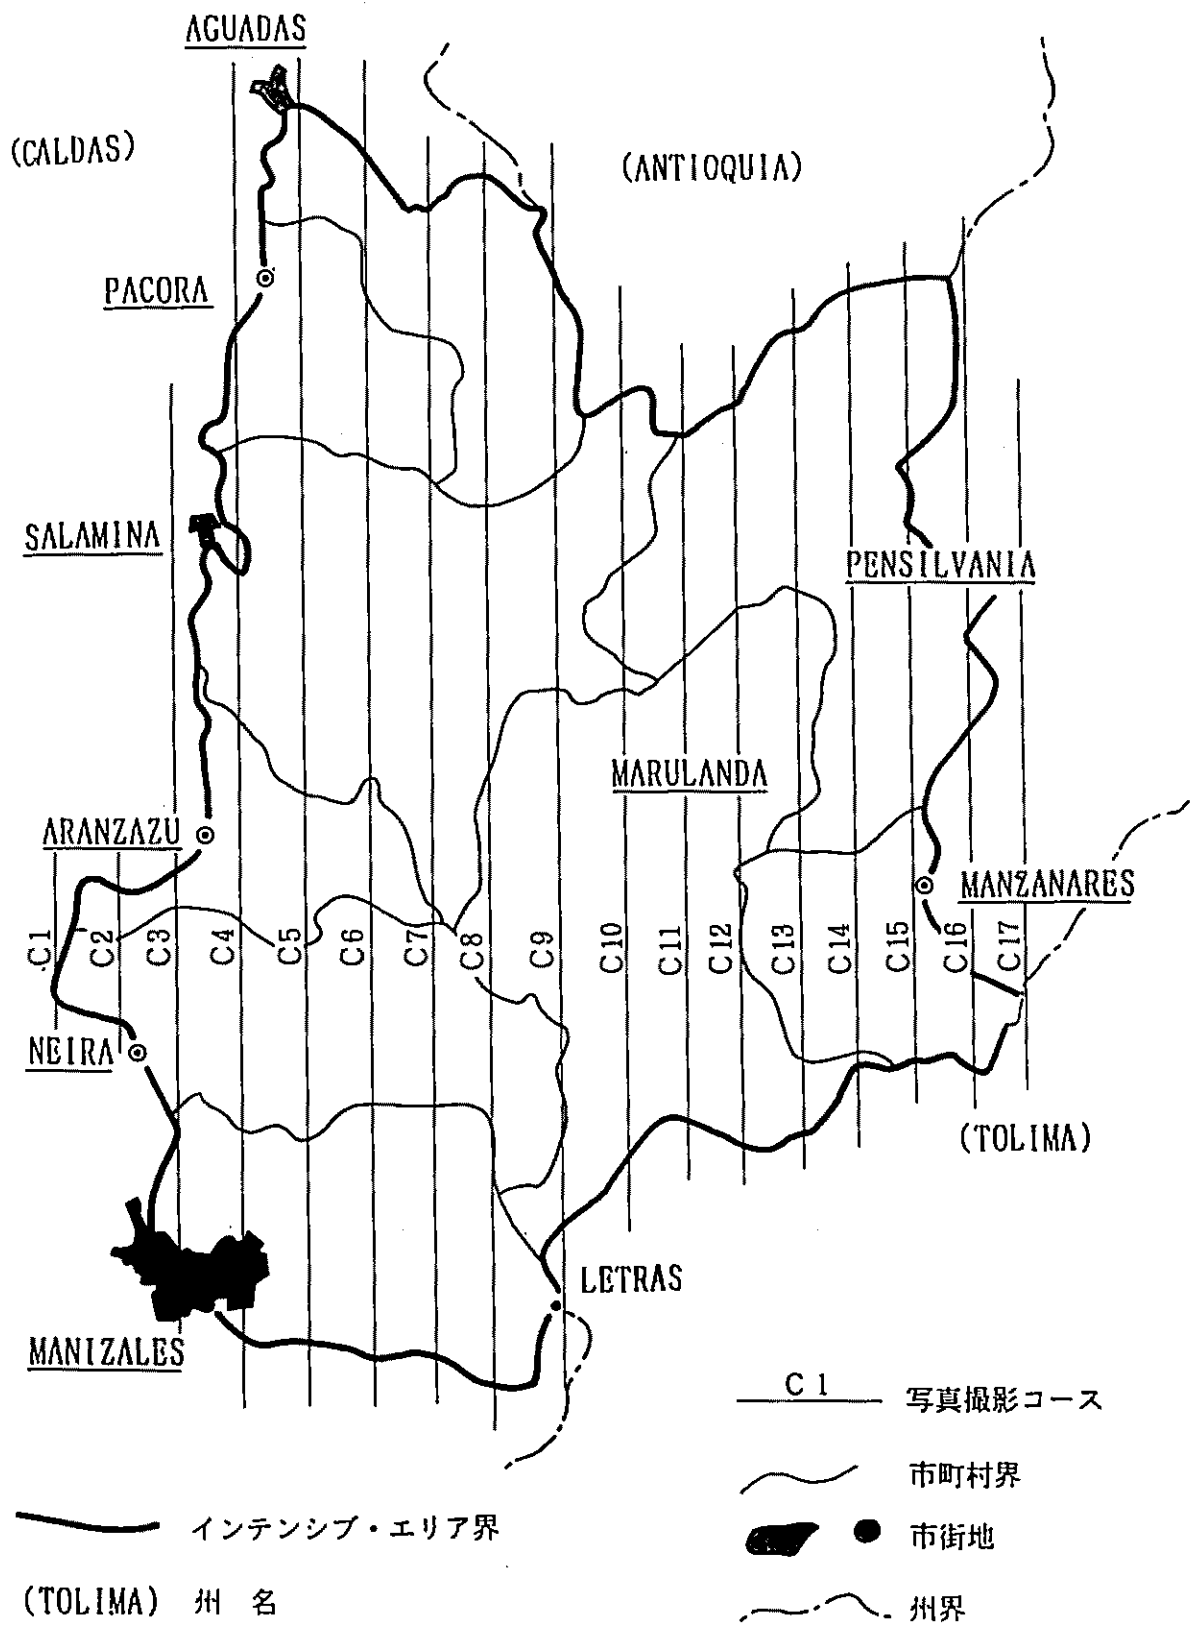 AGUADAS
(CALDAS)
(ANTIOQUIA)
PACORA
SALAMINA
PENSILVANIA
MARULANDA
ARANZAZU
MANZANARES
C1
C2
C3
C4
C5
C6
C7
C8
C9
C10
C11
C12
C13
C14
C15
C16
C17
NEIRA
(TOLIMA)
LETRAS
MANIZALES
C1 写真撮影コース
市町村界
インテンシブ・エリア界
市街地
(TOLIMA) 州 名
州界